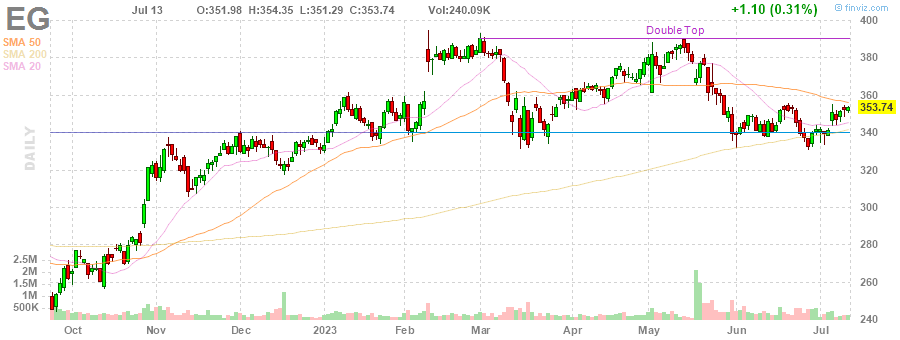 EG
Jul 13 O:351.98 H:354.35 L:351.29 C:353.74 Vol:240.09K +1.10 (0.31%)
© finviz.com
SMA 50
SMA 200
SMA 20
Double Top
DAILY
400
380
360
353.74
340
320
300
280
260
240
2.5M
2M
1.5M
1M
500K
Oct Nov Dec 2023 Feb Mar Apr May Jun Jul